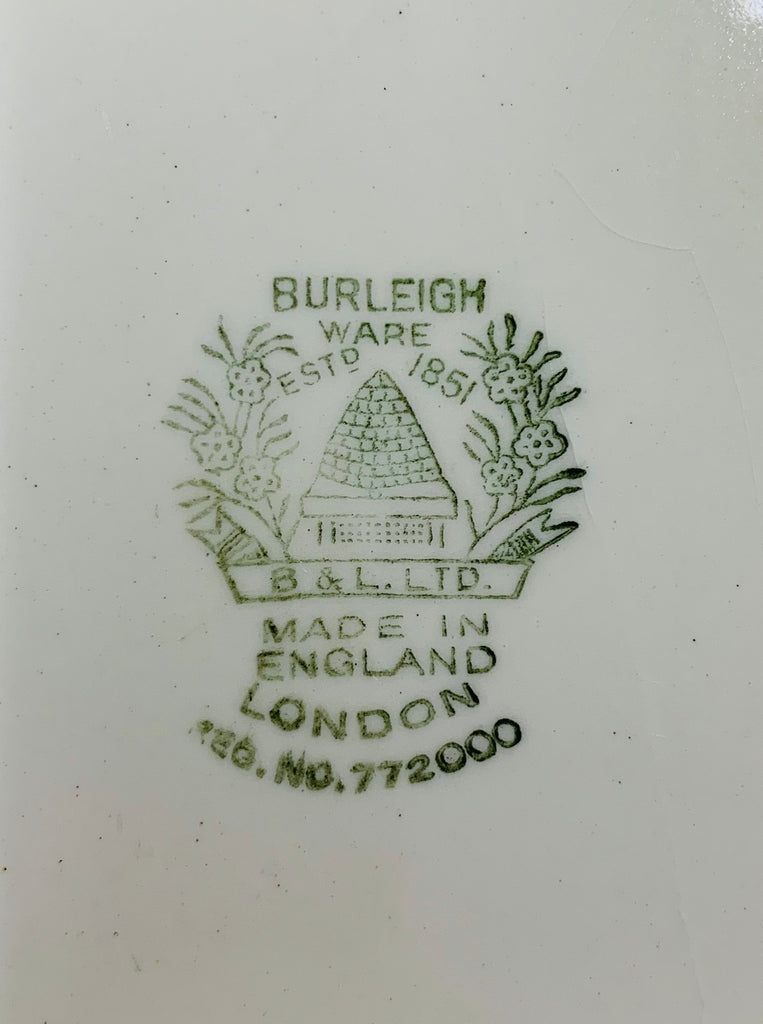 BURLEIGH
WARE
ESTD 1851
B & L. LTD.
MADE IN
ENGLAND
LONDON
REG. NO. 772000